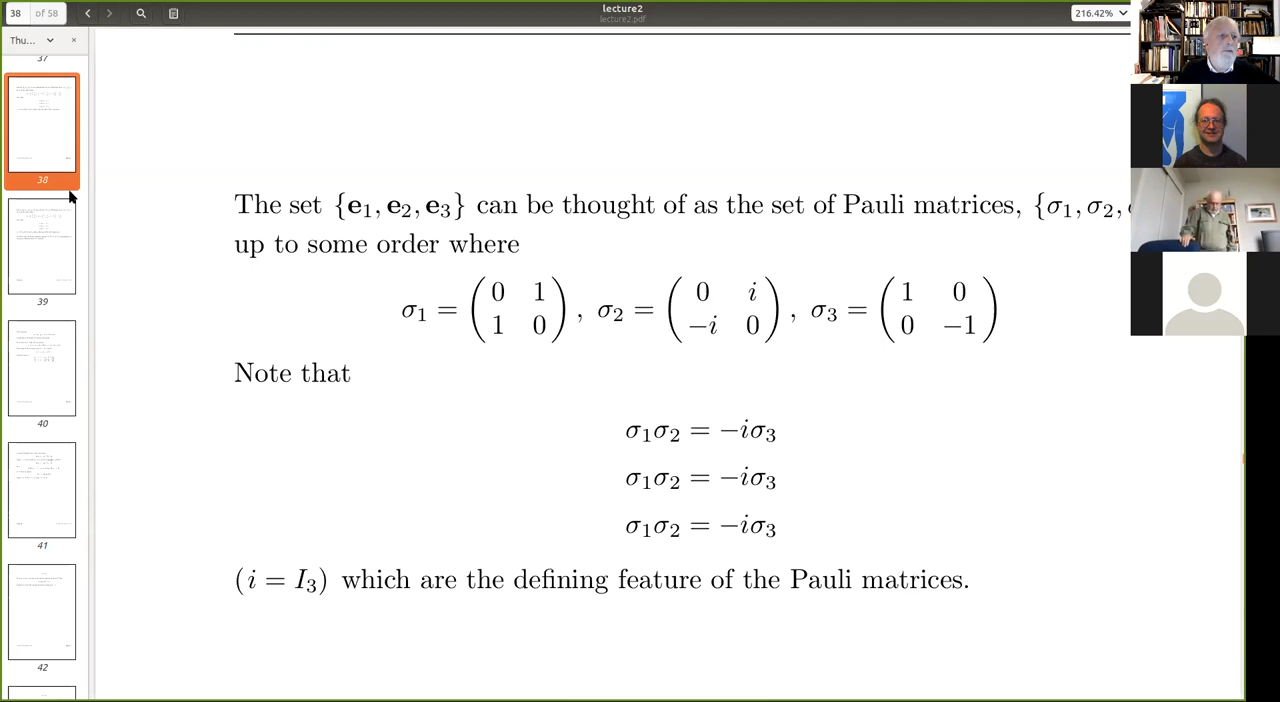 38 of 58
lecture2
lecture2.pdf
216.42%
Thu...
37
38
39
40
41
42
The set {e₁, e₂, e₃} can be thought of as the set of Pauli matrices, {σ₁, σ₂,
up to some order where
σ₁ = ( 0 1 ; 1 0 ), σ₂ = ( 0 i ; −i 0 ), σ₃ = ( 1 0 ; 0 −1 )
Note that
σ₁σ₂ = −iσ₃
σ₁σ₂ = −iσ₃
σ₁σ₂ = −iσ₃
(i = I₃) which are the defining feature of the Pauli matrices.